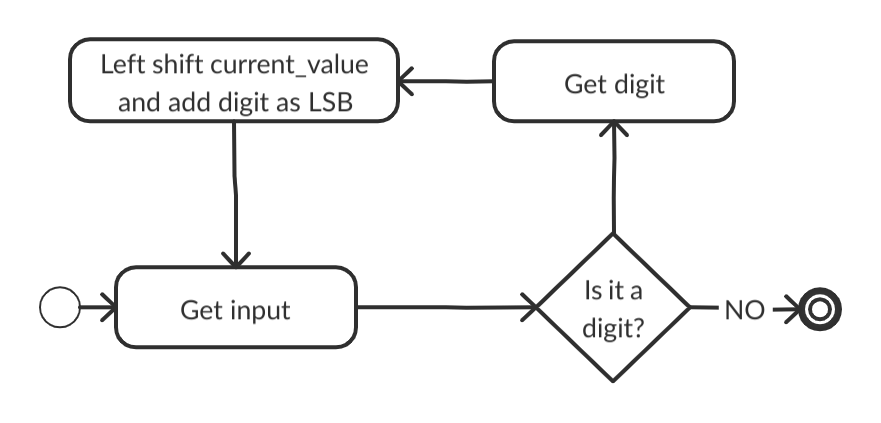 Left shift current_value
and add digit as LSB
Get digit
Get input
Is it a
digit?
NO